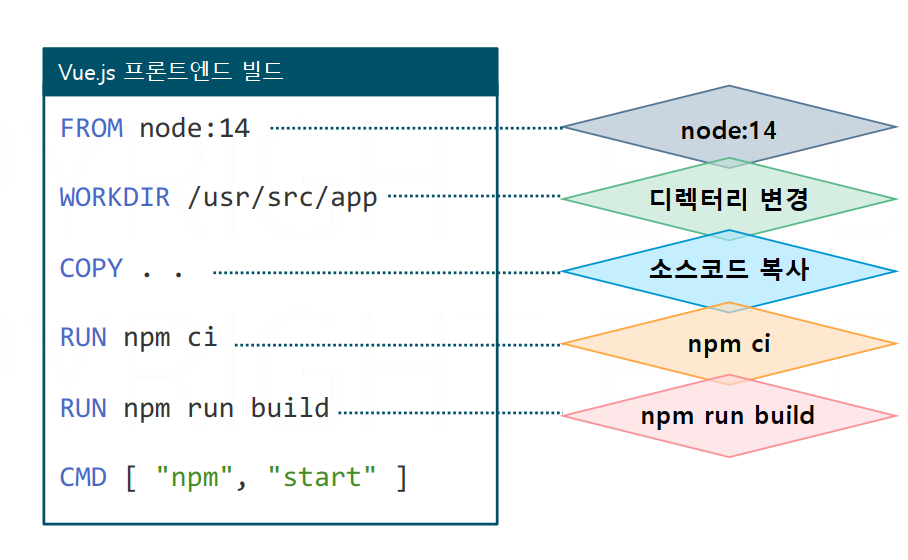 Vue.js 프론트엔드 빌드
FROM node:14
node:14
WORKDIR /usr/src/app
디렉터리 변경
COPY . .
소스코드 복사
RUN npm ci
npm ci
RUN npm run build
npm run build
CMD [ "npm", "start" ]